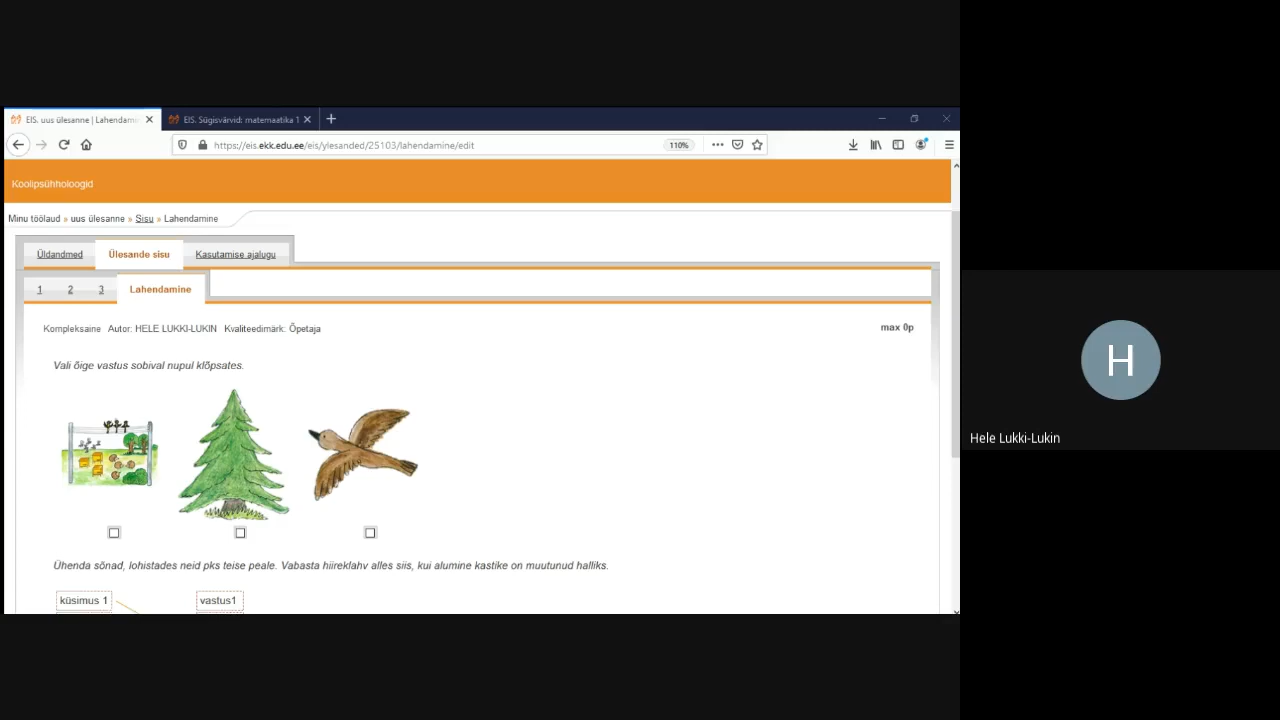 EIS. uus ülesanne | Lahendami
EIS. Sügisvärvid: matemaatika 1
https://eis.ekk.edu.ee/eis/ylesanded/25103/lahendamine/edit
110%
Koolipsühholoogid
Minu töölaud » uus ülesanne » Sisu » Lahendamine
Üldandmed Ülesande sisu Kasutamise ajalugu
1 2 3 Lahendamine
Kompleksaine Autor: HELE LUKKI-LUKIN Kvaliteedimärk: Õpetaja
max 0p
Vali õige vastus sobival nupul klõpsates.
Ühenda sõnad, lohistades neid pks teise peale. Vabasta hiireklahv alles siis, kui alumine kastike on muutunud halliks.
küsimus 1 vastus1
H
Hele Lukki-Lukin